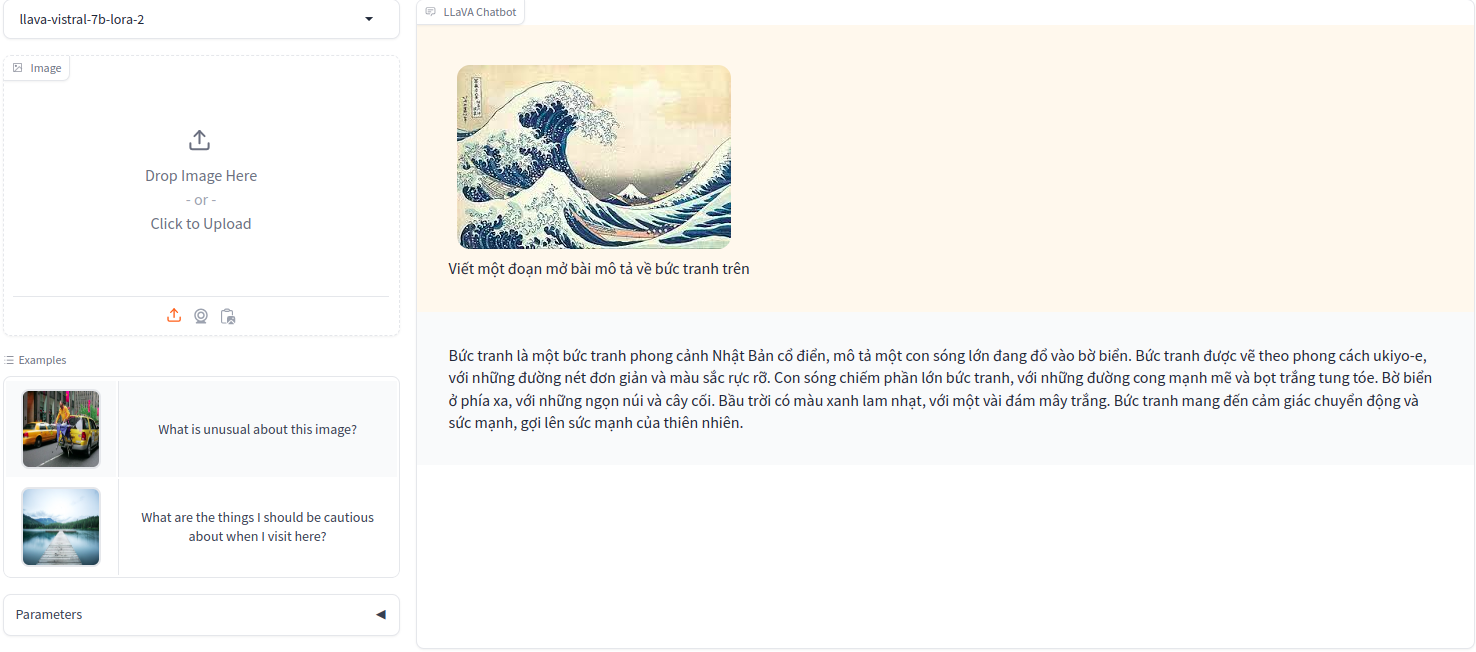 llava-vistral-7b-lora-2
Image
Drop Image Here
- or -
Click to Upload
Examples
What is unusual about this image?
What are the things I should be cautious
about when I visit here?
Parameters
LLaVA Chatbot
Viết một đoạn mở bài mô tả về bức tranh trên
Bức tranh là một bức tranh phong cảnh Nhật Bản cổ điển, mô tả một con sóng lớn đang đổ vào bờ biển. Bức tranh được vẽ theo phong cách ukiyo-e,
với những đường nét đơn giản và màu sắc rực rỡ. Con sóng chiếm phần lớn bức tranh, với những đường cong mạnh mẽ và bọt trắng tung tóe. Bờ biển
ở phía xa, với những ngọn núi và cây cối. Bầu trời có màu xanh lam nhạt, với một vài đám mây trắng. Bức tranh mang đến cảm giác chuyển động và
sức mạnh, gợi lên sức mạnh của thiên nhiên.